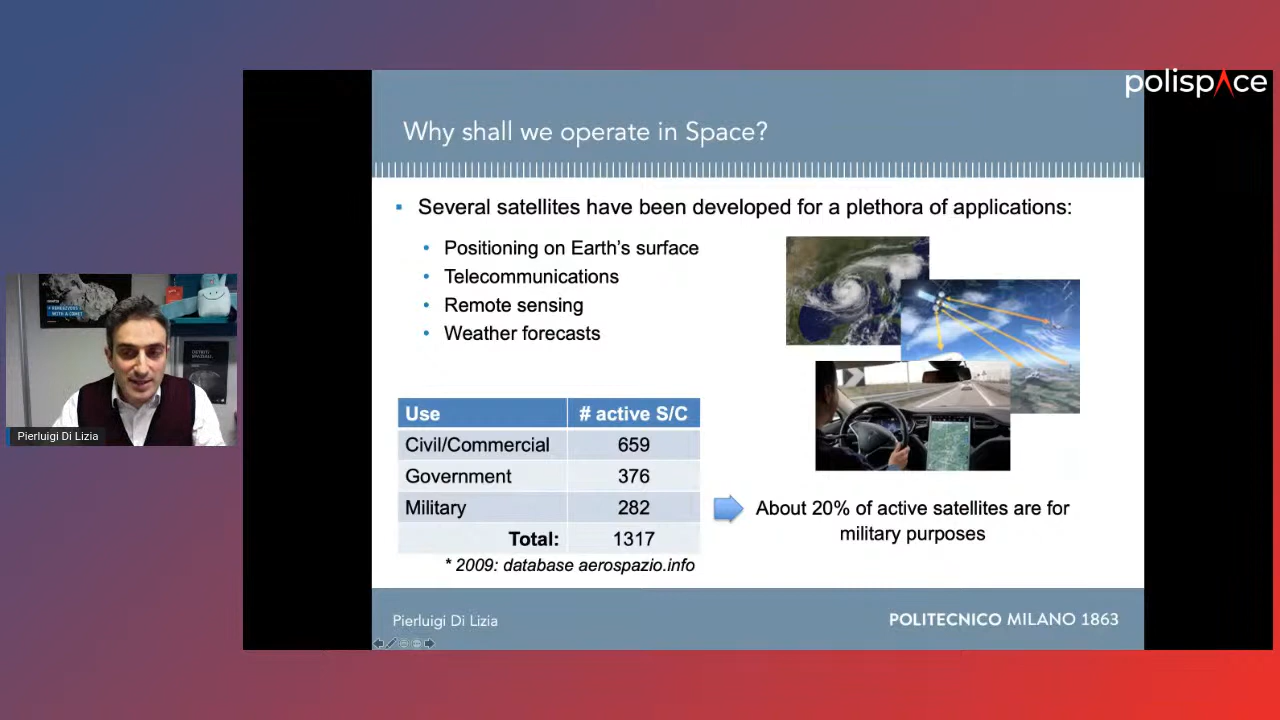 polispace
Why shall we operate in Space?
Several satellites have been developed for a plethora of applications:
Positioning on Earth's surface
Telecommunications
Remote sensing
Weather forecasts
Use # active S/C
Civil/Commercial 659
Government 376
Military 282
Total: 1317
* 2009: database aerospazio.info
About 20% of active satellites are for
military purposes
Pierluigi Di Lizia
POLITECNICO MILANO 1863
Pierluigi Di Lizia